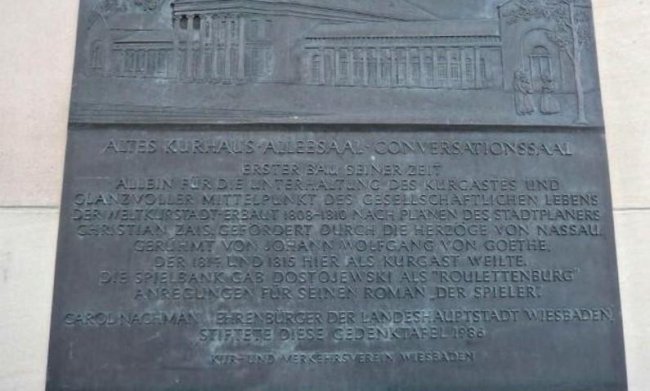 ALTES KURHAUS · ALLEESAAL · CONVERSATIONSSAAL
ERSTER BAU SEINER ZEIT
ALLEIN FÜR DIE UNTERHALTUNG DES KURGASTES UND
GLANZVOLLER MITTELPUNKT DES GESELLSCHAFTLICHEN LEBENS
DER WELTKURSTADT · ERBAUT 1808-1810 NACH PLÄNEN DES STADTPLANERS
CHRISTIAN ZAIS, GEFÖRDERT DURCH DIE HERZÖGE VON NASSAU.
GERÜHMT VON JOHANN WOLFGANG VON GOETHE,
DER 1814 UND 1815 HIER ALS KURGAST WEILTE.
DIE SPIELBANK GAB DOSTOJEWSKI ALS "ROULETTENBURG"
ANREGUNGEN FÜR SEINEN ROMAN „DER SPIELER".
CAROL NACHMAN, EHRENBÜRGER DER LANDESHAUPTSTADT WIESBADEN,
STIFTETE DIESE GEDENKTAFEL 1986
KUR- UND VERKEHRSVEREIN WIESBADEN